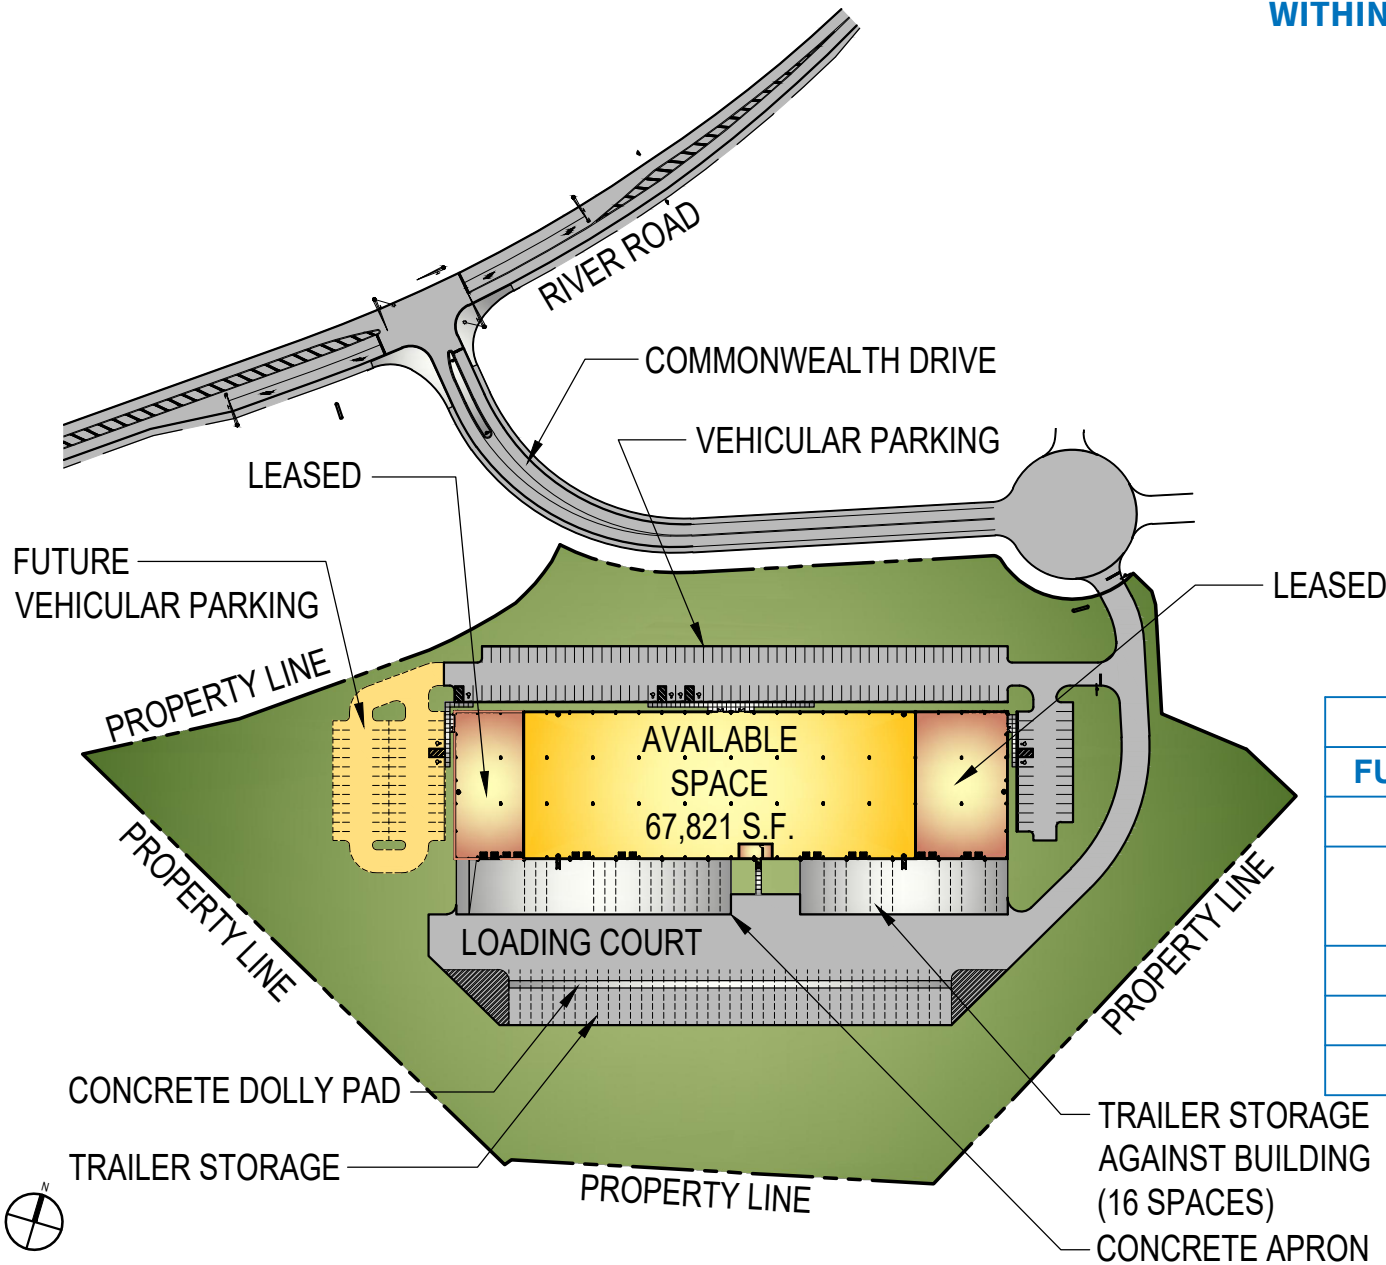 WITHIN
RIVER ROAD
COMMONWEALTH DRIVE
VEHICULAR PARKING
LEASED
FUTURE
VEHICULAR PARKING
LEASED
PROPERTY LINE
AVAILABLE
SPACE
67,821 S.F.
FU
PROPERTY LINE
PROPERTY LINE
LOADING COURT
CONCRETE DOLLY PAD
TRAILER STORAGE
AGAINST BUILDING
(16 SPACES)
TRAILER STORAGE
PROPERTY LINE
CONCRETE APRON
N